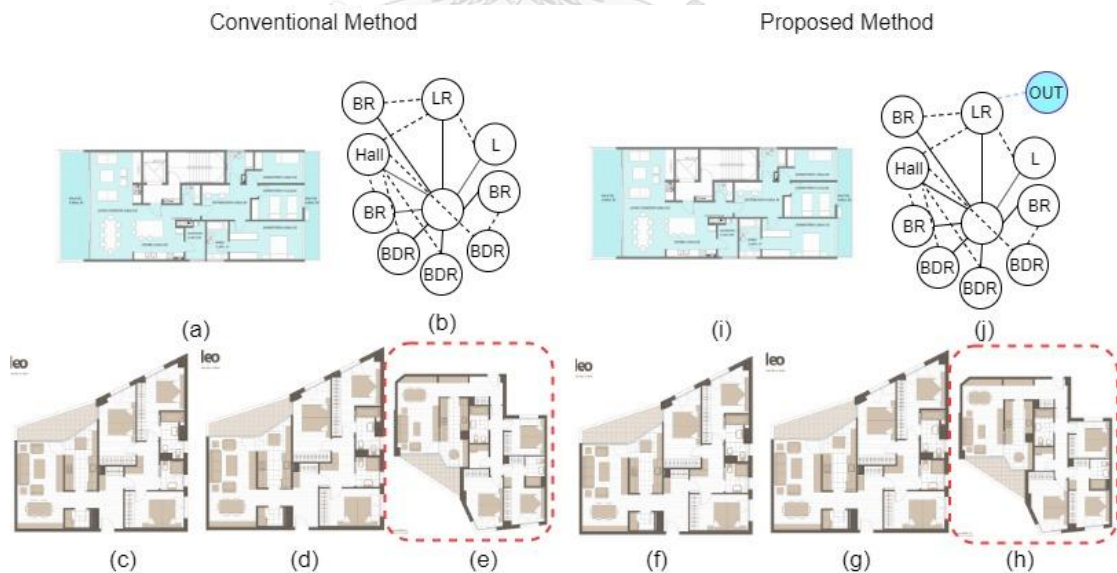 Conventional Method
Proposed Method
BR
LR
Hall
L
BR
BR
BDR
BDR
BDR
(a)
(b)
BR
LR
OUT
Hall
L
BR
BR
BDR
BDR
BDR
(i)
(j)
leo
leo
leo
leo
(c)
(d)
(e)
(f)
(g)
(h)